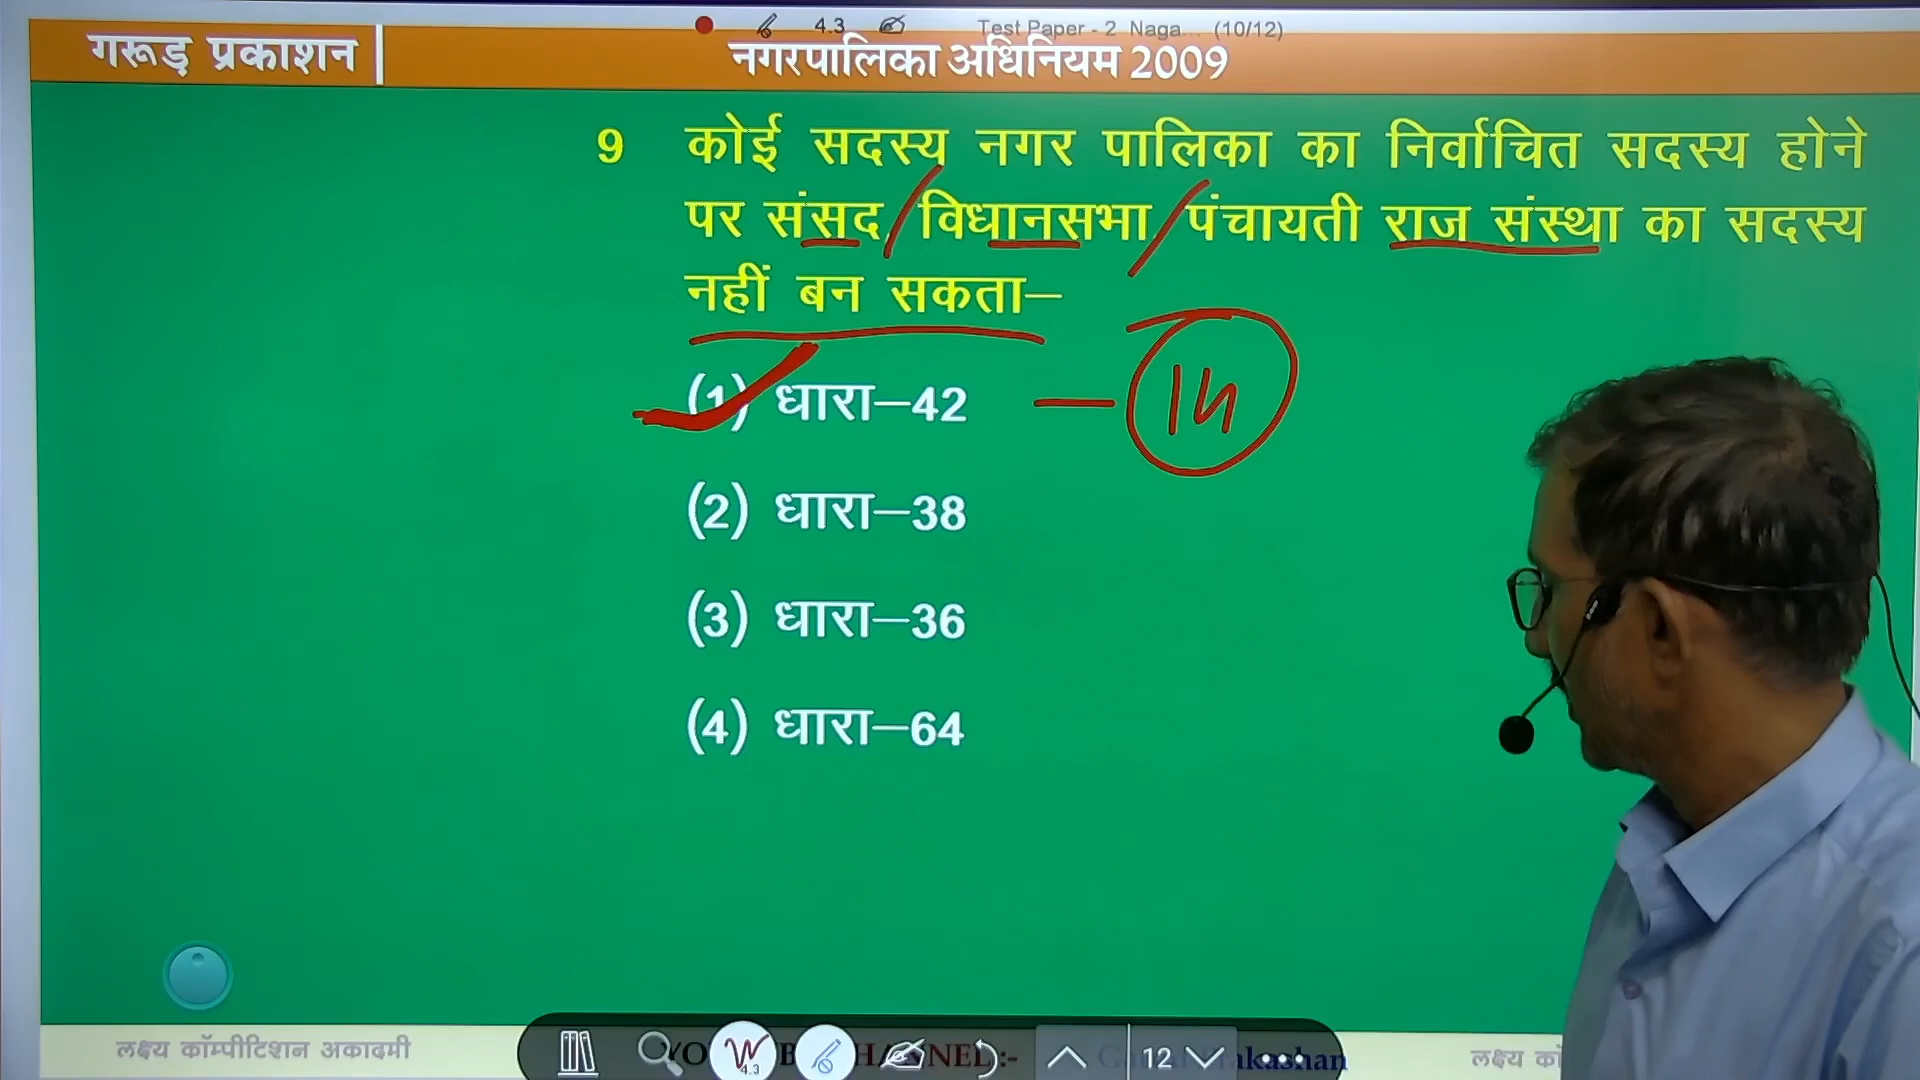 4.3 Test Paper - 2 Naga... (10/12)
गरूड़ प्रकाशन
नगरपालिका अधिनियम 2009
9 कोई सदस्य नगर पालिका का निर्वाचित सदस्य होने
पर संसद विधानसभा पंचायती राज संस्था का सदस्य
नहीं बन सकता–
(1) धारा–42 – 14
(2) धारा–38
(3) धारा–36
(4) धारा–64
लक्ष्य कॉम्पीटिशन अकादमी
4.3
12
लक्ष्य